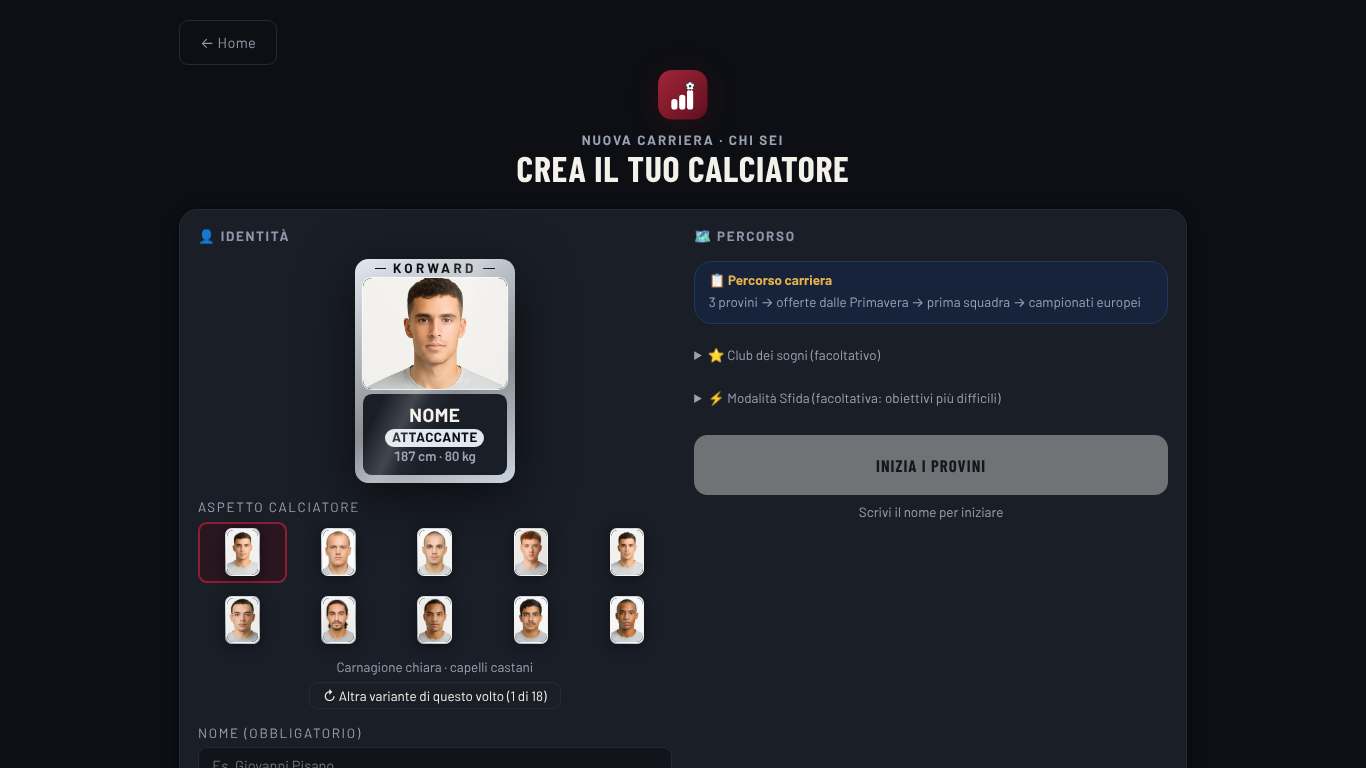 ← Home
NUOVA CARRIERA · CHI SEI
CREA IL TUO CALCIATORE
👤 IDENTITÀ
— KORWARD —
NOME
ATTACCANTE
187 cm · 80 kg
ASPETTO CALCIATORE
Carnagione chiara · capelli castani
↻ Altra variante di questo volto (1 di 18)
NOME (OBBLIGATORIO)
Es. Giovanni Pisano
🗺️ PERCORSO
📋 Percorso carriera
3 provini → offerte dalle Primavera → prima squadra → campionati europei
▶ ⭐ Club dei sogni (facoltativo)
▶ ⚡ Modalità Sfida (facoltativa: obiettivi più difficili)
INIZIA I PROVINI
Scrivi il nome per iniziare